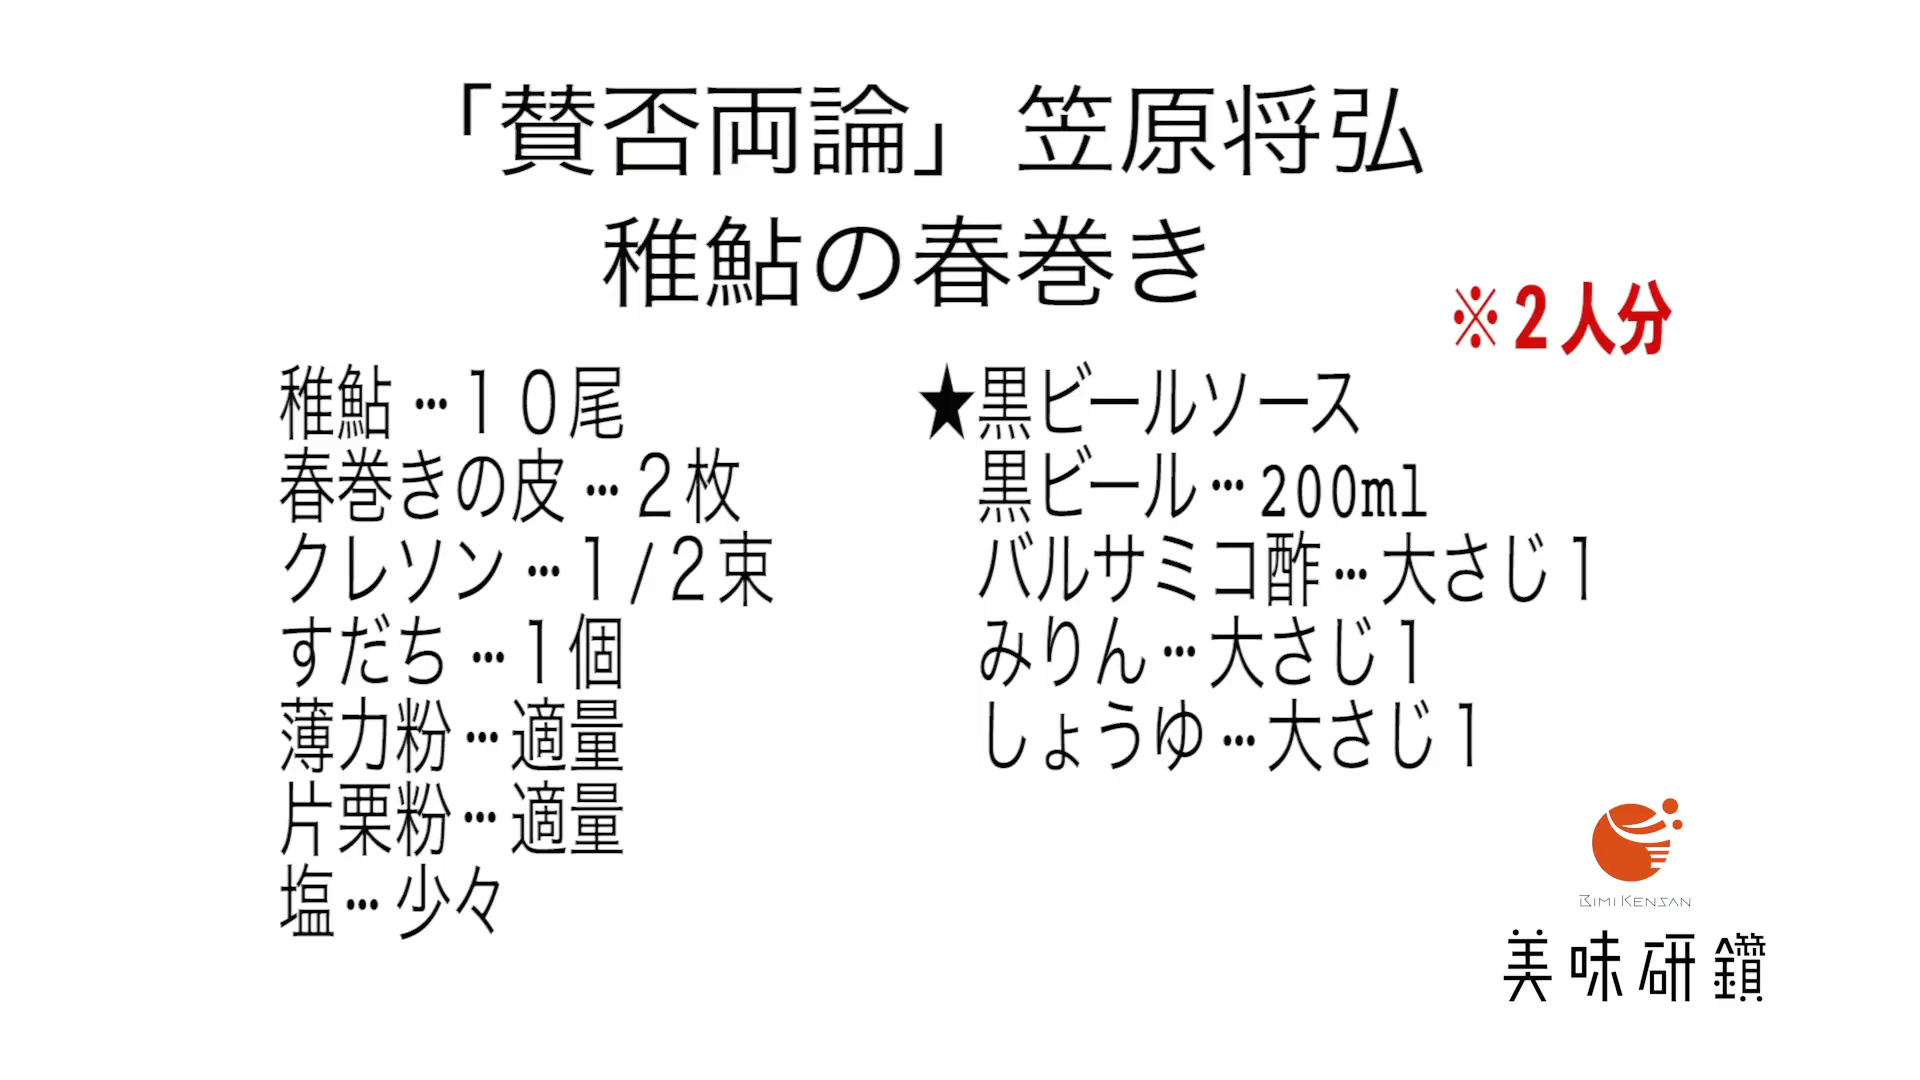 「賛否両論」笠原将弘
稚鮎の春巻き
※２人分
稚鮎…１０尾
春巻きの皮…２枚
クレソン…１/２束
すだち…１個
薄力粉…適量
片栗粉…適量
塩…少々
★黒ビールソース
黒ビール…200ml
バルサミコ酢…大さじ１
みりん…大さじ１
しょうゆ…大さじ１
BIMI KENSAN
美味研鑽